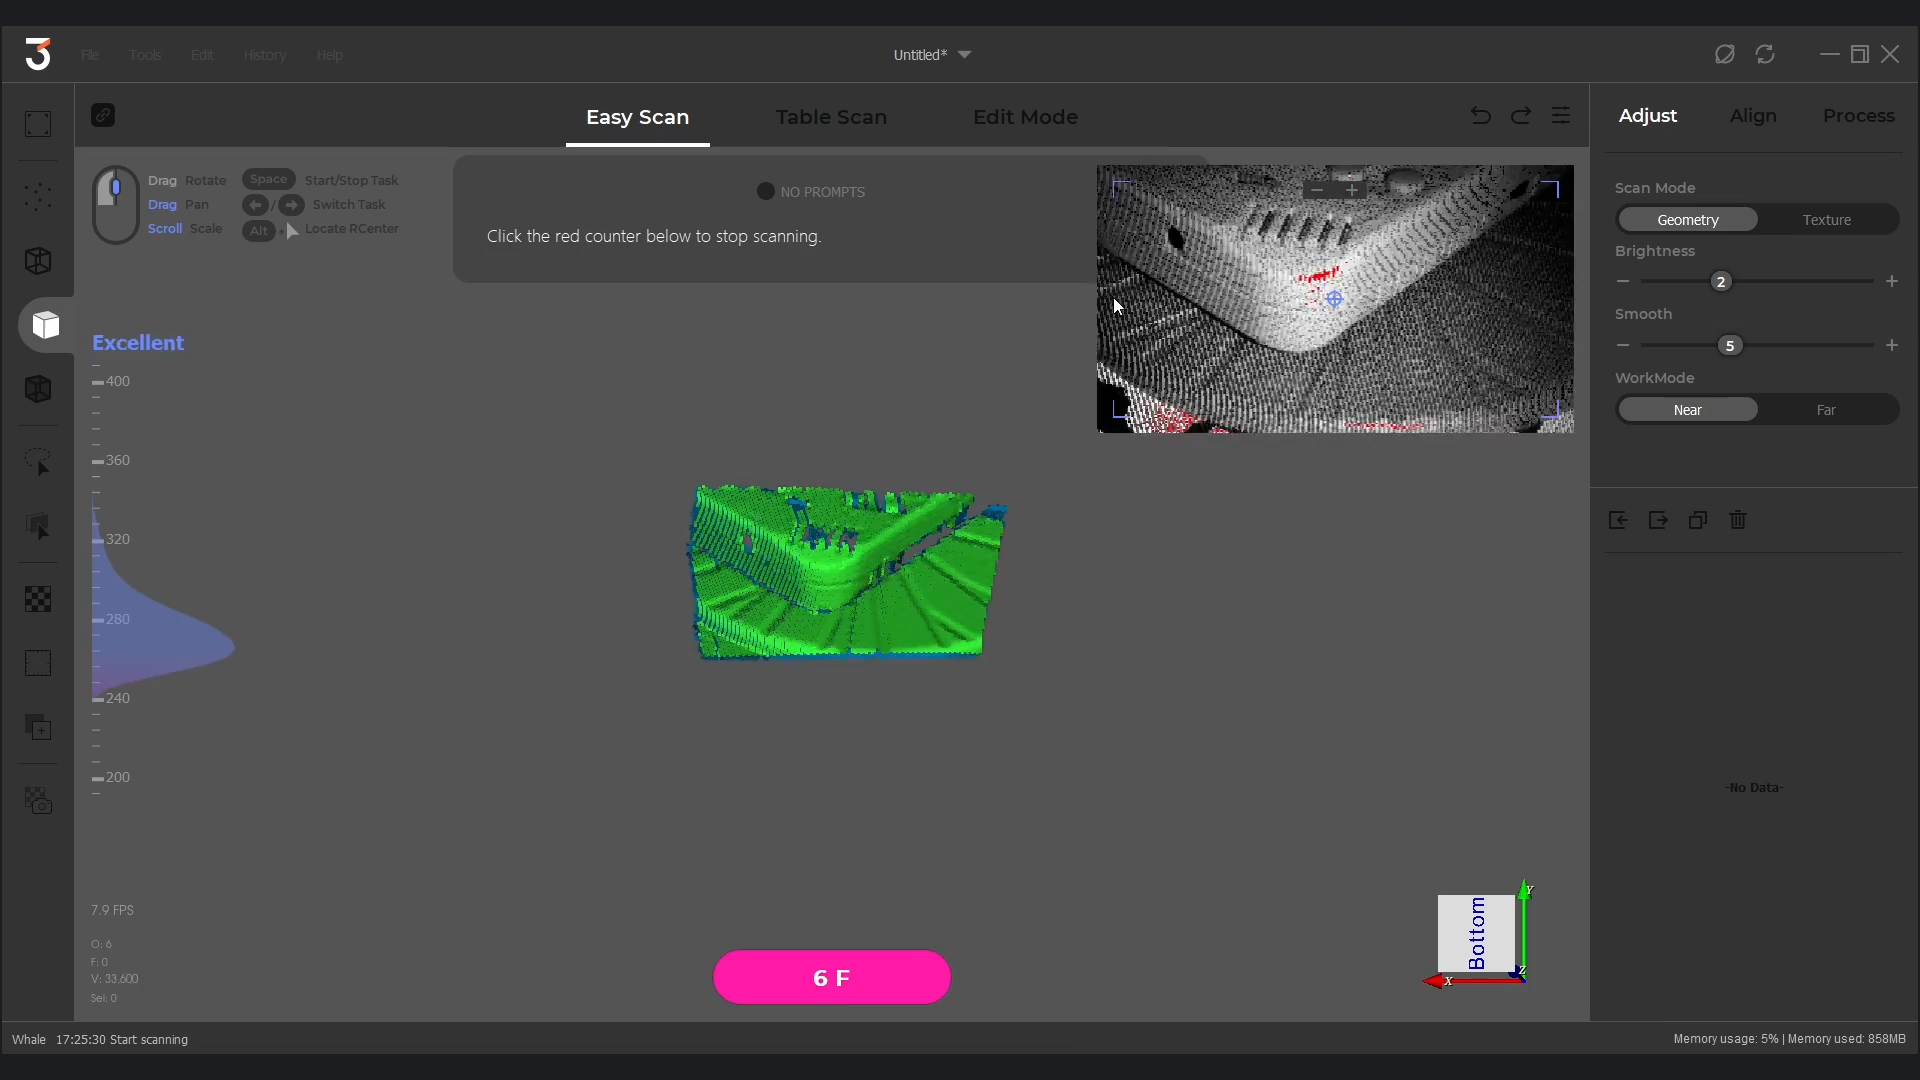 File Tools Edit History Help
Untitled*
Easy Scan Table Scan Edit Mode
Adjust Align Process
Drag Rotate Space Start/Stop Task
Drag Pan / Switch Task
Scroll Scale Alt + Locate RCenter
NO PROMPTS
Click the red counter below to stop scanning.
Scan Mode
Geometry Texture
Brightness
2
Smooth
5
WorkMode
Near Far
Excellent
400
360
320
280
240
200
-No Data-
7.9 FPS
O: 6
F: 0
V: 33,600
Sel: 0
6 F
Bottom
Y
X
Z
Whale 17:25:30 Start scanning
Memory usage: 5% | Memory used: 858MB